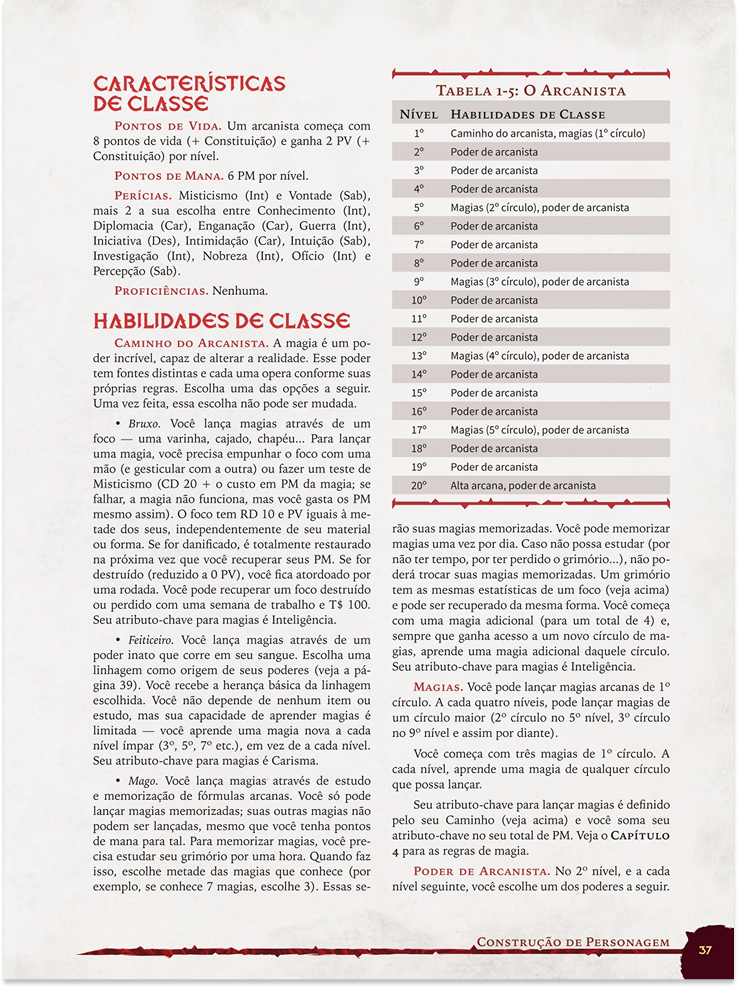 CARACTERÍSTICAS
DE CLASSE
PONTOS DE VIDA. Um arcanista começa com
8 pontos de vida (+ Constituição) e ganha 2 PV (+
Constituição) por nível.
PONTOS DE MANA. 6 PM por nível.
PERÍCIAS. Misticismo (Int) e Vontade (Sab),
mais 2 a sua escolha entre Conhecimento (Int),
Diplomacia (Car), Enganação (Car), Guerra (Int),
Iniciativa (Des), Intimidação (Car), Intuição (Sab),
Investigação (Int), Nobreza (Int), Ofício (Int) e
Percepção (Sab).
PROFICIÊNCIAS. Nenhuma.
HABILIDADES DE CLASSE
CAMINHO DO ARCANISTA. A magia é um po-
der incrível, capaz de alterar a realidade. Esse poder
tem fontes distintas e cada uma opera conforme suas
próprias regras. Escolha uma das opções a seguir.
Uma vez feita, essa escolha não pode ser mudada.
• Bruxo. Você lança magias através de um
foco — uma varinha, cajado, chapéu... Para lançar
uma magia, você precisa empunhar o foco com uma
mão (e gesticular com a outra) ou fazer um teste de
Misticismo (CD 20 + o custo em PM da magia; se
falhar, a magia não funciona, mas você gasta os PM
mesmo assim). O foco tem RD 10 e PV iguais à me-
tade dos seus, independentemente de seu material
ou forma. Se for danificado, é totalmente restaurado
na próxima vez que você recuperar seus PM. Se for
destruído (reduzido a 0 PV), você fica atordoado por
uma rodada. Você pode recuperar um foco destruído
ou perdido com uma semana de trabalho e T$ 100.
Seu atributo-chave para magias é Inteligência.
• Feiticeiro. Você lança magias através de um
poder inato que corre em seu sangue. Escolha uma
linhagem como origem de seus poderes (veja a pá-
gina 39). Você recebe a herança básica da linhagem
escolhida. Você não depende de nenhum item ou
estudo, mas sua capacidade de aprender magias é
limitada — você aprende uma magia nova a cada
nível ímpar (3º, 5º, 7º etc.), em vez de a cada nível.
Seu atributo-chave para magias é Carisma.
• Mago. Você lança magias através de estudo
e memorização de fórmulas arcanas. Você só pode
lançar magias memorizadas; suas outras magias não
podem ser lançadas, mesmo que você tenha pontos
de mana para tal. Para memorizar magias, você pre-
cisa estudar seu grimório por uma hora. Quando faz
isso, escolhe metade das magias que conhece (por
exemplo, se conhece 7 magias, escolhe 3). Essas se-
TABELA 1-5: O ARCANISTA
NÍVEL HABILIDADES DE CLASSE
1º Caminho do arcanista, magias (1º círculo)
2º Poder de arcanista
3º Poder de arcanista
4º Poder de arcanista
5º Magias (2º círculo), poder de arcanista
6º Poder de arcanista
7º Poder de arcanista
8º Poder de arcanista
9º Magias (3º círculo), poder de arcanista
10º Poder de arcanista
11º Poder de arcanista
12º Poder de arcanista
13º Magias (4º círculo), poder de arcanista
14º Poder de arcanista
15º Poder de arcanista
16º Poder de arcanista
17º Magias (5º círculo), poder de arcanista
18º Poder de arcanista
19º Poder de arcanista
20º Alta arcana, poder de arcanista
rão suas magias memorizadas. Você pode memorizar
magias uma vez por dia. Caso não possa estudar (por
não ter tempo, por ter perdido o grimório...), não po-
derá trocar suas magias memorizadas. Um grimório
tem as mesmas estatísticas de um foco (veja acima)
e pode ser recuperado da mesma forma. Você começa
com uma magia adicional (para um total de 4) e,
sempre que ganha acesso a um novo círculo de ma-
gias, aprende uma magia adicional daquele círculo.
Seu atributo-chave para magias é Inteligência.
MAGIAS. Você pode lançar magias arcanas de 1º
círculo. A cada quatro níveis, pode lançar magias de
um círculo maior (2º círculo no 5º nível, 3º círculo
no 9º nível e assim por diante).
Você começa com três magias de 1º círculo. A
cada nível, aprende uma magia de qualquer círculo
que possa lançar.
Seu atributo-chave para lançar magias é definido
pelo seu Caminho (veja acima) e você soma seu
atributo-chave no seu total de PM. Veja o CAPÍTULO
4 para as regras de magia.
PODER DE ARCANISTA. No 2º nível, e a cada
nível seguinte, você escolhe um dos poderes a seguir.
CONSTRUÇÃO DE PERSONAGEM
37